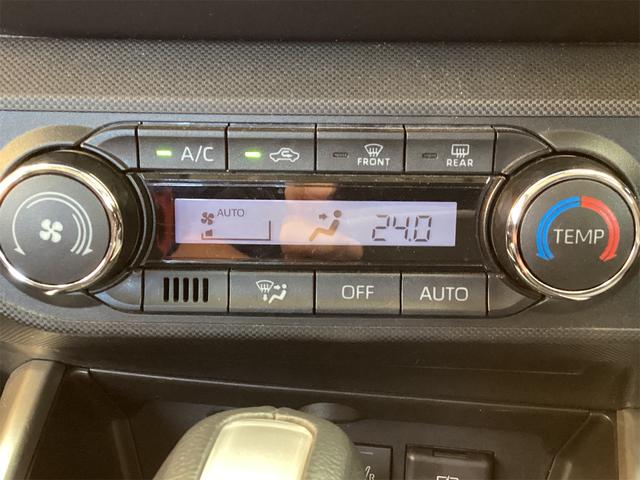 A/C
FRONT
REAR
AUTO
24.0
TEMP
OFF
AUTO